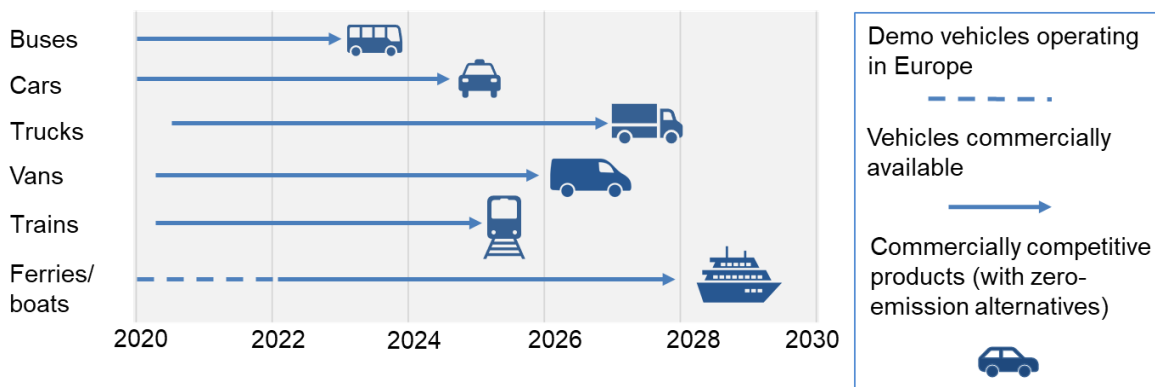 Buses
Cars
Trucks
Vans
Trains
Ferries/
boats
2020
2022
2024
2026
2028
2030
Demo vehicles operating
in Europe
Vehicles commercially
available
Commercially competitive
products (with zero-
emission alternatives)